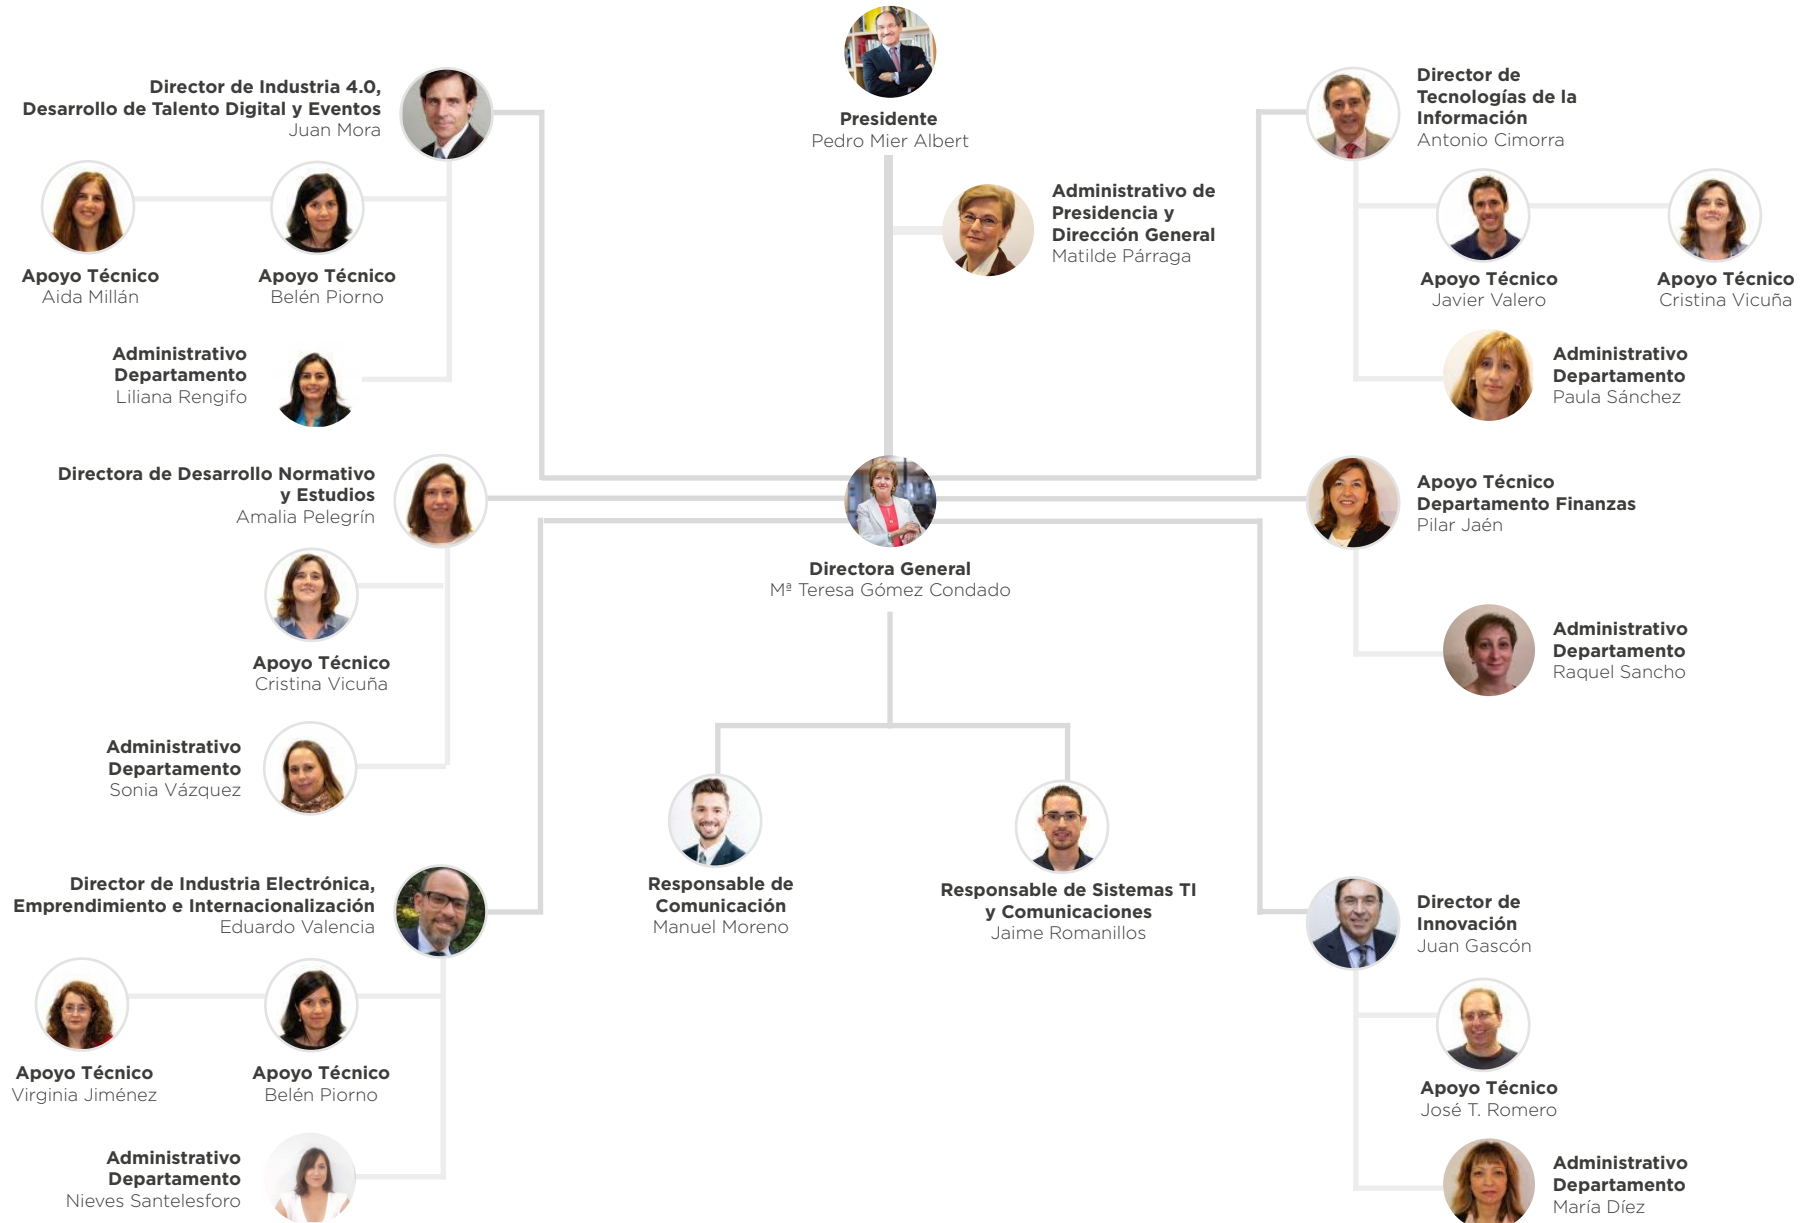 Presidente
Pedro Mier Albert
Administrativo de
Presidencia y
Dirección General
Matilde Párraga
Director de Industria 4.0,
Desarrollo de Talento Digital y Eventos
Juan Mora
Apoyo Técnico
Aida Millán
Apoyo Técnico
Belén Piorno
Administrativo
Departamento
Liliana Rengifo
Director de
Tecnologías de la
Información
Antonio Cimorra
Apoyo Técnico
Javier Valero
Apoyo Técnico
Cristina Vicuña
Administrativo
Departamento
Paula Sánchez
Directora de Desarrollo Normativo
y Estudios
Amalia Pelegrín
Apoyo Técnico
Cristina Vicuña
Administrativo
Departamento
Sonia Vázquez
Directora General
Mª Teresa Gómez Condado
Apoyo Técnico
Departamento Finanzas
Pilar Jaén
Administrativo
Departamento
Raquel Sancho
Director de Industria Electrónica,
Emprendimiento e Internacionalización
Eduardo Valencia
Apoyo Técnico
Virginia Jiménez
Apoyo Técnico
Belén Piorno
Administrativo
Departamento
Nieves Santelesforo
Responsable de
Comunicación
Manuel Moreno
Responsable de Sistemas TI
y Comunicaciones
Jaime Romanillos
Director de
Innovación
Juan Gascón
Apoyo Técnico
José T. Romero
Administrativo
Departamento
María Díez